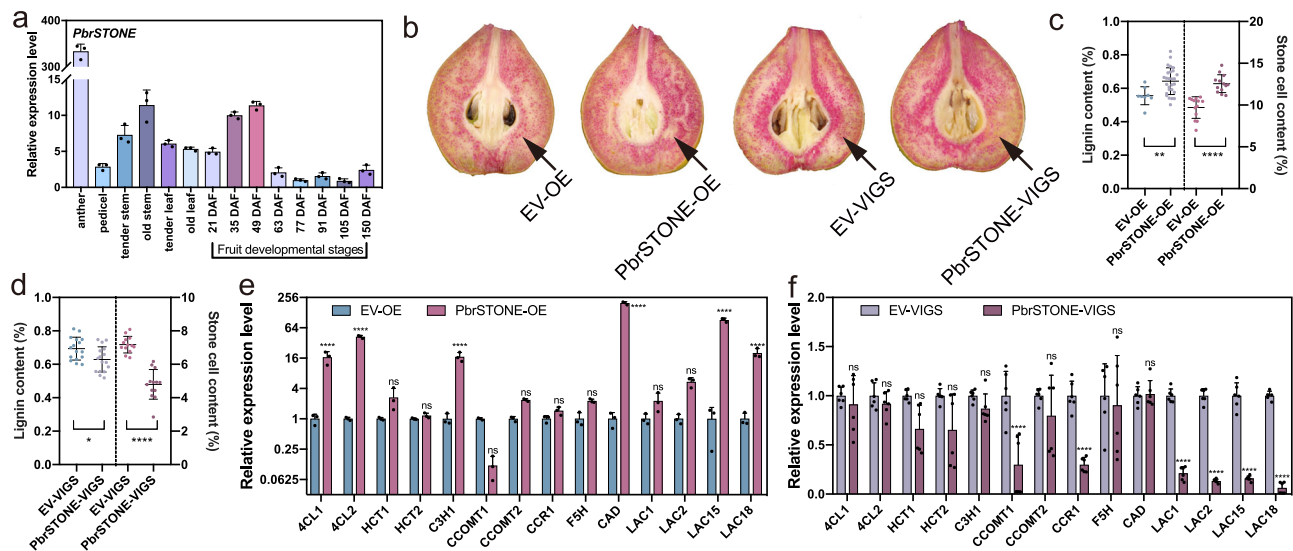 a
PbrSTONE
Relative expression level
400
300
15
10
5
0
anther
pedicel
tender stem
old stem
tender leaf
old leaf
21 DAF
35 DAF
49 DAF
63 DAF
77 DAF
91 DAF
105 DAF
150 DAF
Fruit developmental stages
b
EV-OE
PbrSTONE-OE
EV-VIGS
PbrSTONE-VIGS
c
Lignin content (%)
1.0
0.8
0.6
0.4
0.2
0.0
Stone cell content (%)
20
15
10
5
0
**
****
EV-OE
PbrSTONE-OE
EV-OE
PbrSTONE-OE
d
Lignin content (%)
1.0
0.8
0.6
0.4
0.2
0.0
Stone cell content (%)
10
8
6
4
2
0
*
****
EV-VIGS
PbrSTONE-VIGS
EV-VIGS
PbrSTONE-VIGS
e
Relative expression level
256
64
16
4
1
0.25
0.0625
EV-OE
PbrSTONE-OE
****
****
ns
ns
****
ns
ns
ns
ns
****
ns
ns
****
****
4CL1
4CL2
HCT1
HCT2
C3H1
CCOMT1
CCOMT2
CCR1
F5H
CAD
LAC1
LAC2
LAC15
LAC18
f
Relative expression level
2.0
1.5
1.0
0.5
0.0
EV-VIGS
PbrSTONE-VIGS
ns
ns
ns
ns
ns
****
ns
****
ns
ns
****
****
****
****
4CL1
4CL2
HCT1
HCT2
C3H1
CCOMT1
CCOMT2
CCR1
F5H
CAD
LAC1
LAC2
LAC15
LAC18